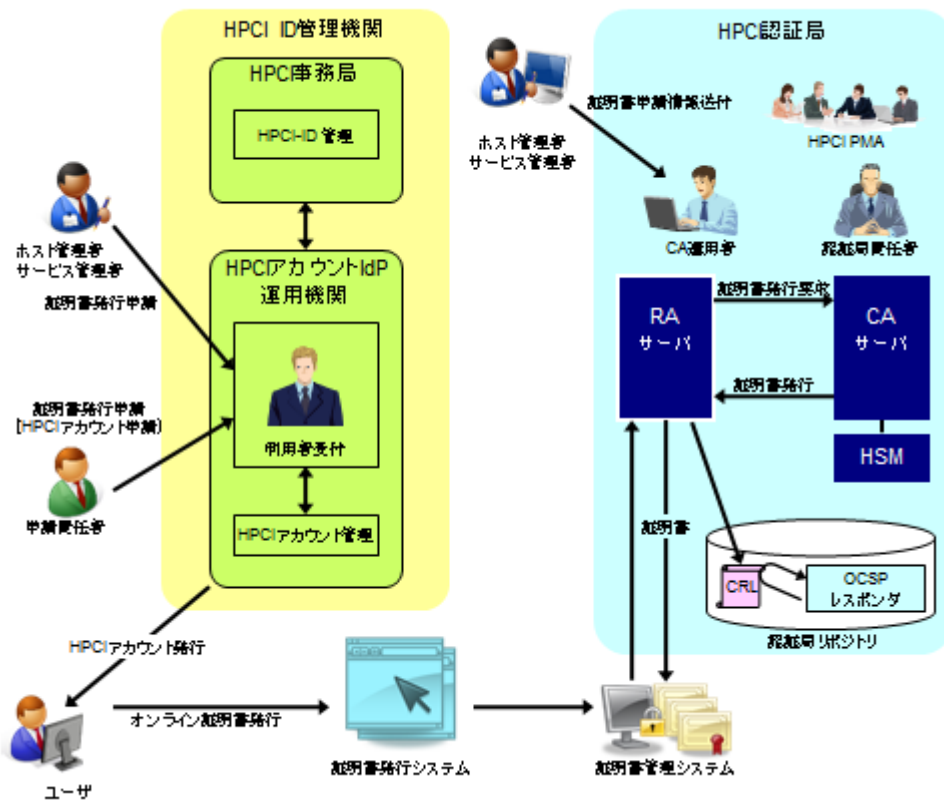 HPCI ID管理機関
HPCI事務局
HPCI-ID 管理
ホスト管理者
サービス管理者
証明書発行申請
HPCIアカウントIdP
運用機関
利用者受付
証明書発行申請
[HPCIアカウント申請)
申請責任者
HPCIアカウント管理
HPCIアカウント発行
ユーザ
オンライン証明書発行
証明書発行システム
証明書管理システム
ホスト管理者
サービス管理者
証明書申請情報送付
HPCI認証局
HPCI PMA
CA運用者
認証局責任者
RA
サーバ
証明書発行要求
CA
サーバ
証明書発行
HSM
証明書
CRL
OCSP
レスポンダ
認証局リポジトリ